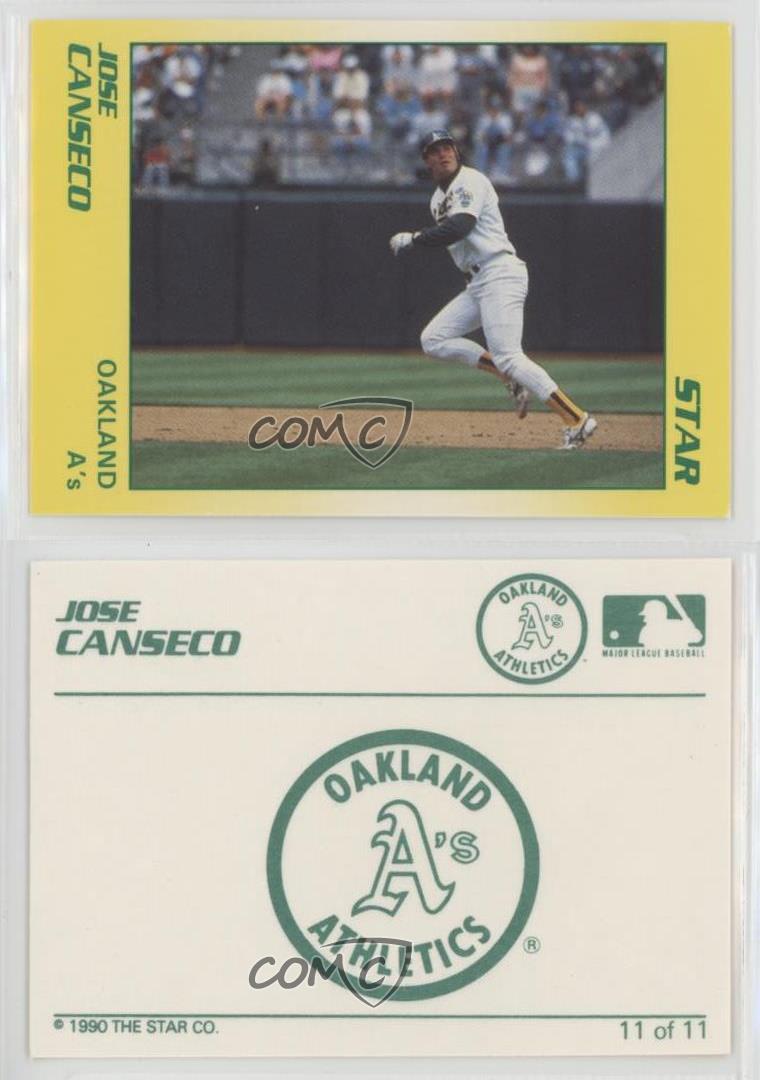 JOSE
CANSECO
OAKLAND
A's
STAR
COMC
JOSE
CANSECO
OAKLAND
A's
ATHLETICS
MAJOR LEAGUE BASEBALL
OAKLAND
A's
ATHLETICS
®
COMC
© 1990 THE STAR CO.
11 of 11